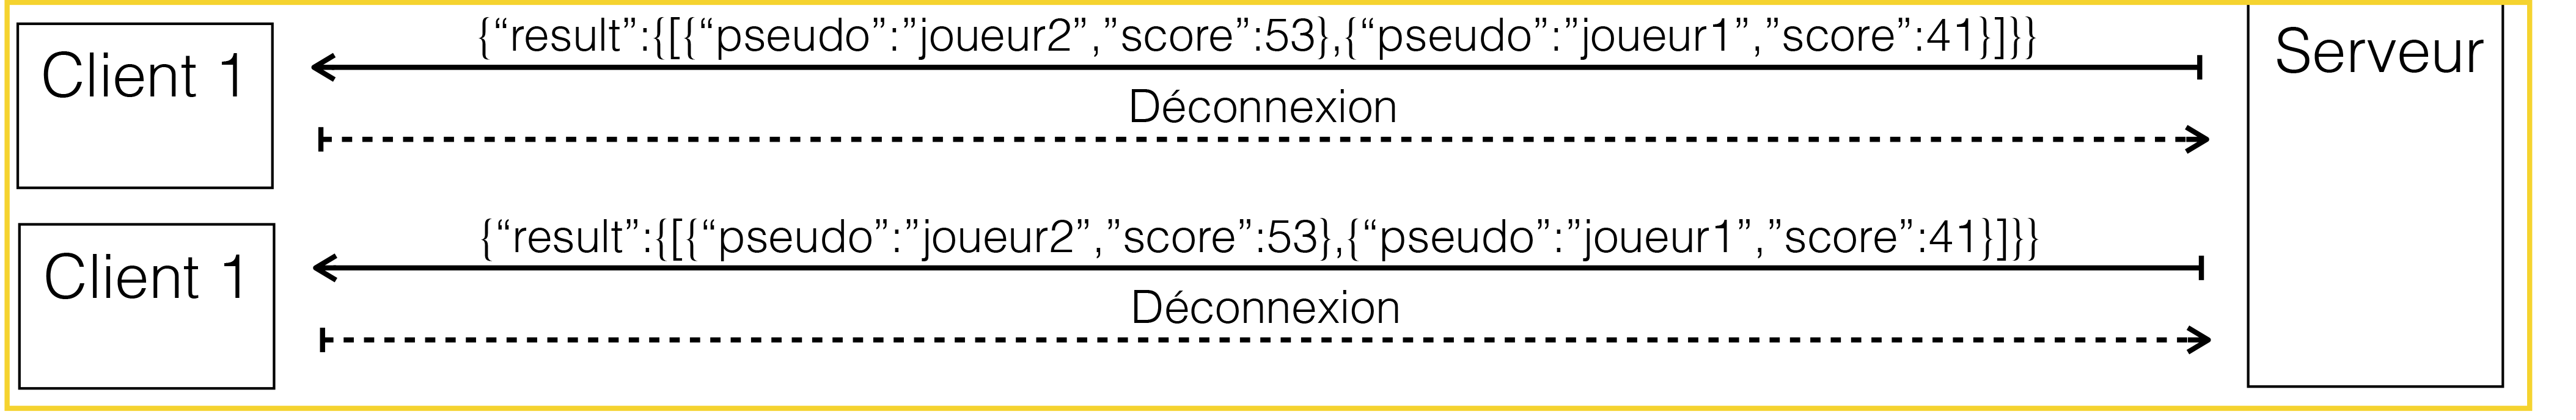 {“result”:{[{“pseudo”:”joueur2”,”score”:53},{“pseudo”:”joueur1”,”score”:41}]}}
Client 1
Serveur
Déconnexion
{“result”:{[{“pseudo”:”joueur2”,”score”:53},{“pseudo”:”joueur1”,”score”:41}]}}
Client 1
Déconnexion